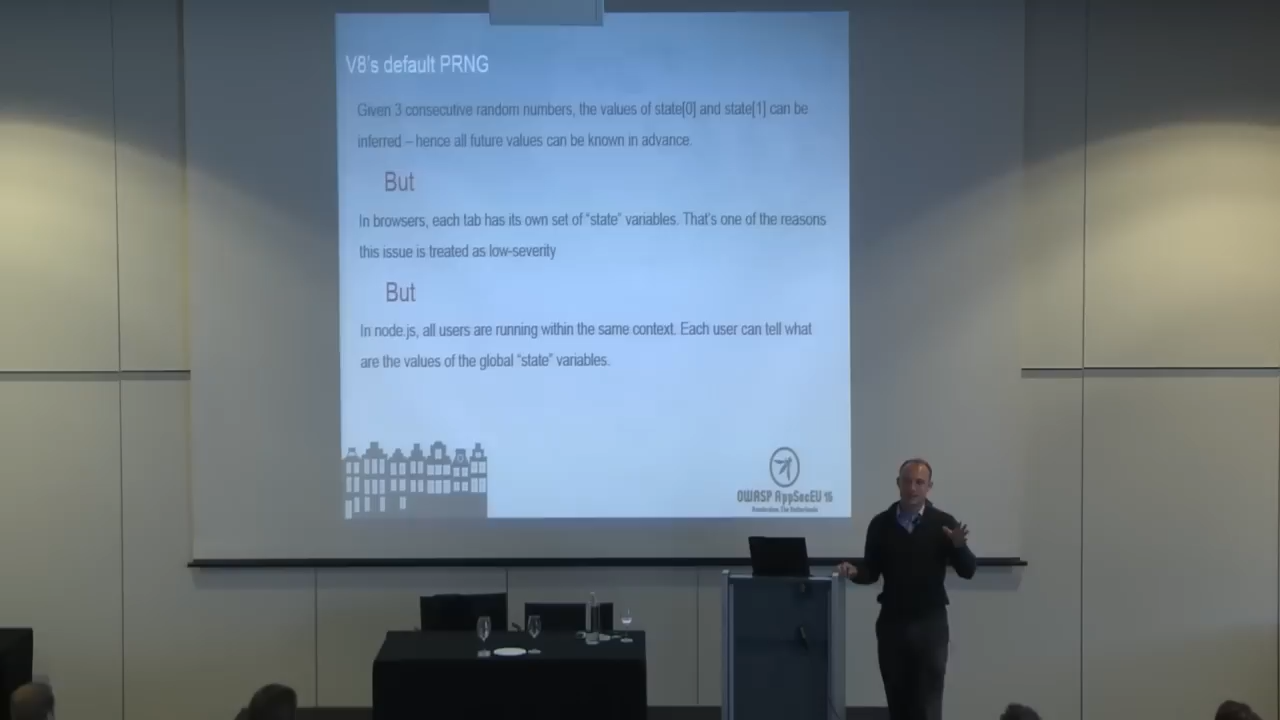 V8's default PRNG
Given 3 consecutive random numbers, the values of state[0] and state[1] can be
inferred – hence all future values can be known in advance.
But
In browsers, each tab has its own set of "state" variables. That's one of the reasons
this issue is treated as low-severity
But
In node.js, all users are running within the same context. Each user can tell what
are the values of the global "state" variables.
OWASP AppSecEU 15
Amsterdam, The Netherlands